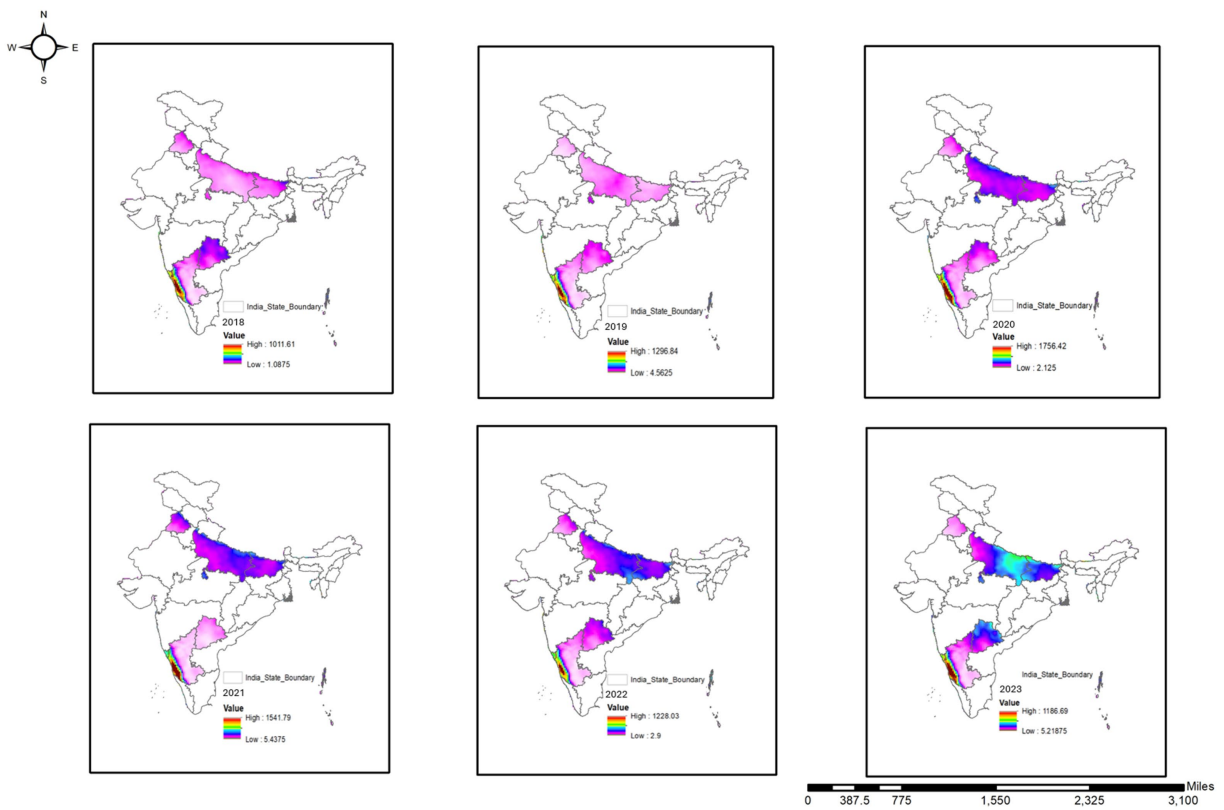 N
W E
S
India_State_Boundary
2018
Value
High : 1011.61
Low : 1.0875
India_State_Boundary
2019
Value
High : 1296.84
Low : 4.5625
India_State_Boundary
2020
Value
High : 1756.42
Low : 2.125
India_State_Boundary
2021
Value
High : 1541.79
Low : 5.4375
India_State_Boundary
2022
Value
High : 1228.03
Low : 2.9
India_State_Boundary
2023
Value
High : 1186.69
Low : 5.21875
Miles
0 387.5 775 1,550 2,325 3,100